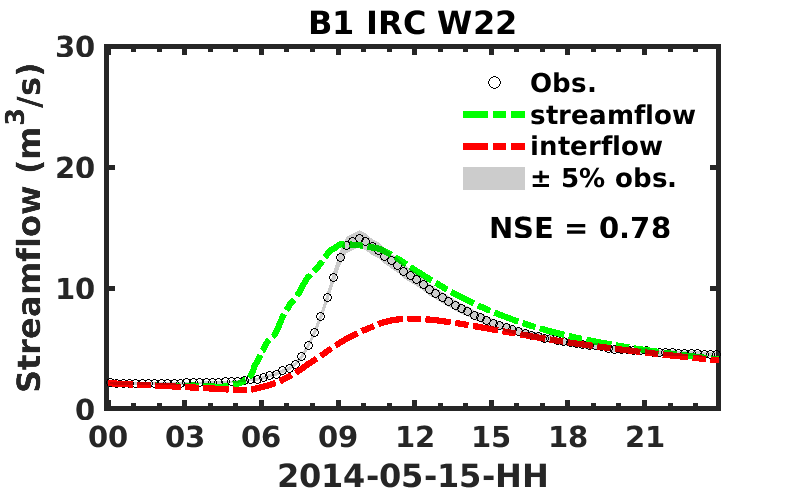 B1 IRC W22
Streamflow (m³/s)
30
20
10
0
Obs.
streamflow
interflow
± 5% obs.
NSE = 0.78
00 03 06 09 12 15 18 21
2014-05-15-HH